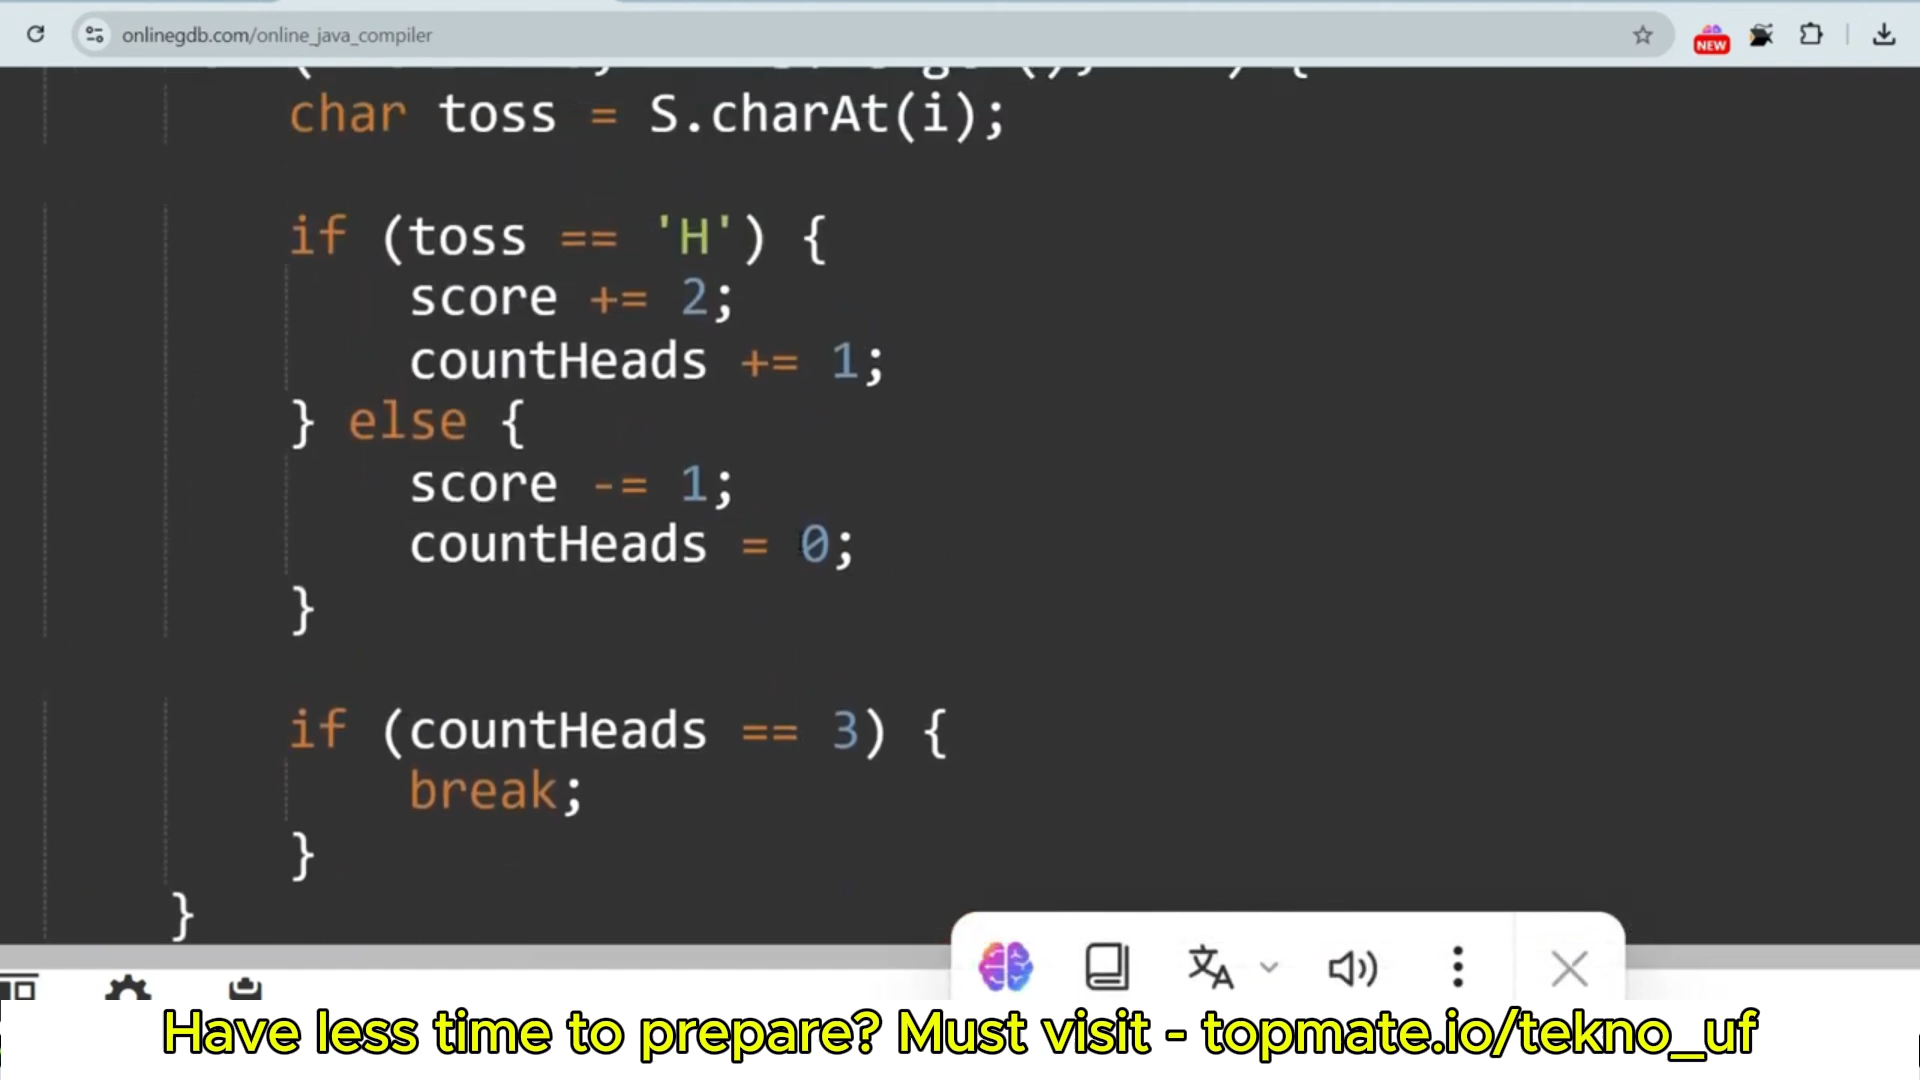 onlinegdb.com/online_java_compiler
NEW
char toss = S.charAt(i);
if (toss == 'H') {
score += 2;
countHeads += 1;
} else {
score -= 1;
countHeads = 0;
}
if (countHeads == 3) {
break;
}
}
Have less time to prepare? Must visit - topmate.io/tekno_uf